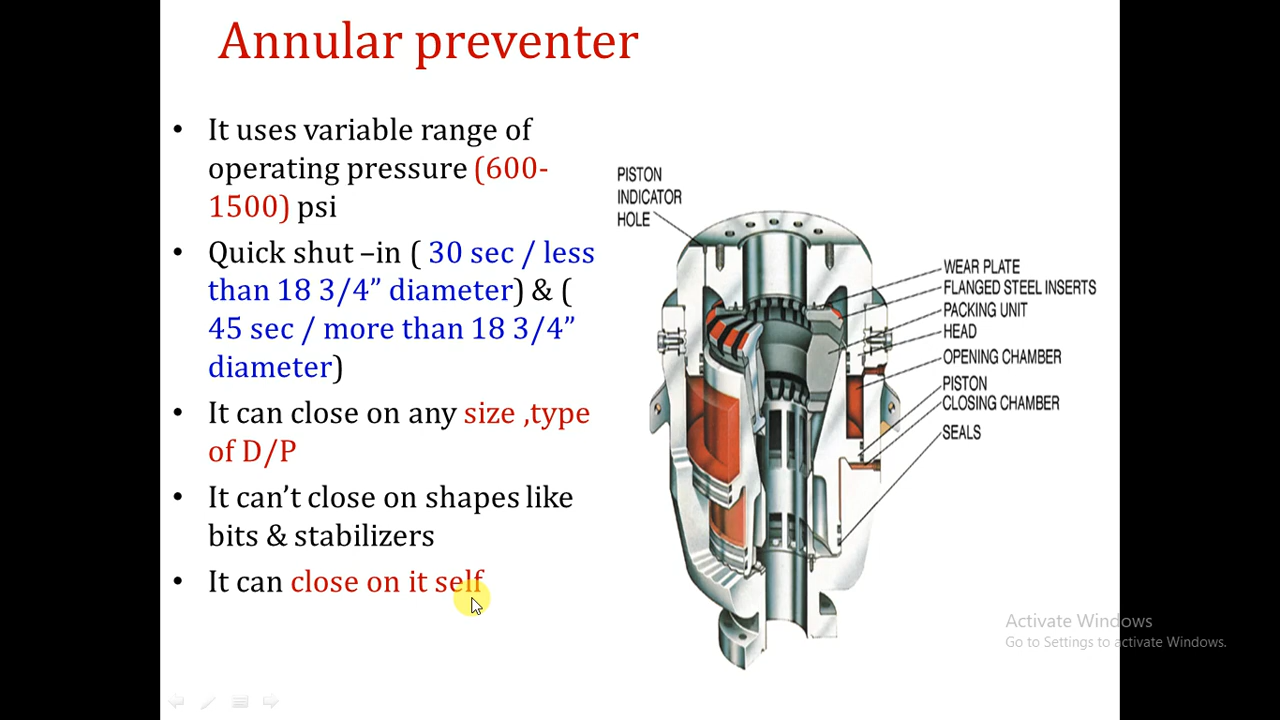 Annular preventer
• It uses variable range of
operating pressure (600-
1500) psi
• Quick shut –in ( 30 sec / less
than 18 3/4” diameter) & (
45 sec / more than 18 3/4”
diameter)
• It can close on any size ,type
of D/P
• It can’t close on shapes like
bits & stabilizers
• It can close on it self
PISTON
INDICATOR
HOLE
WEAR PLATE
FLANGED STEEL INSERTS
PACKING UNIT
HEAD
OPENING CHAMBER
PISTON
CLOSING CHAMBER
SEALS
Activate Windows
Go to Settings to activate Windows.